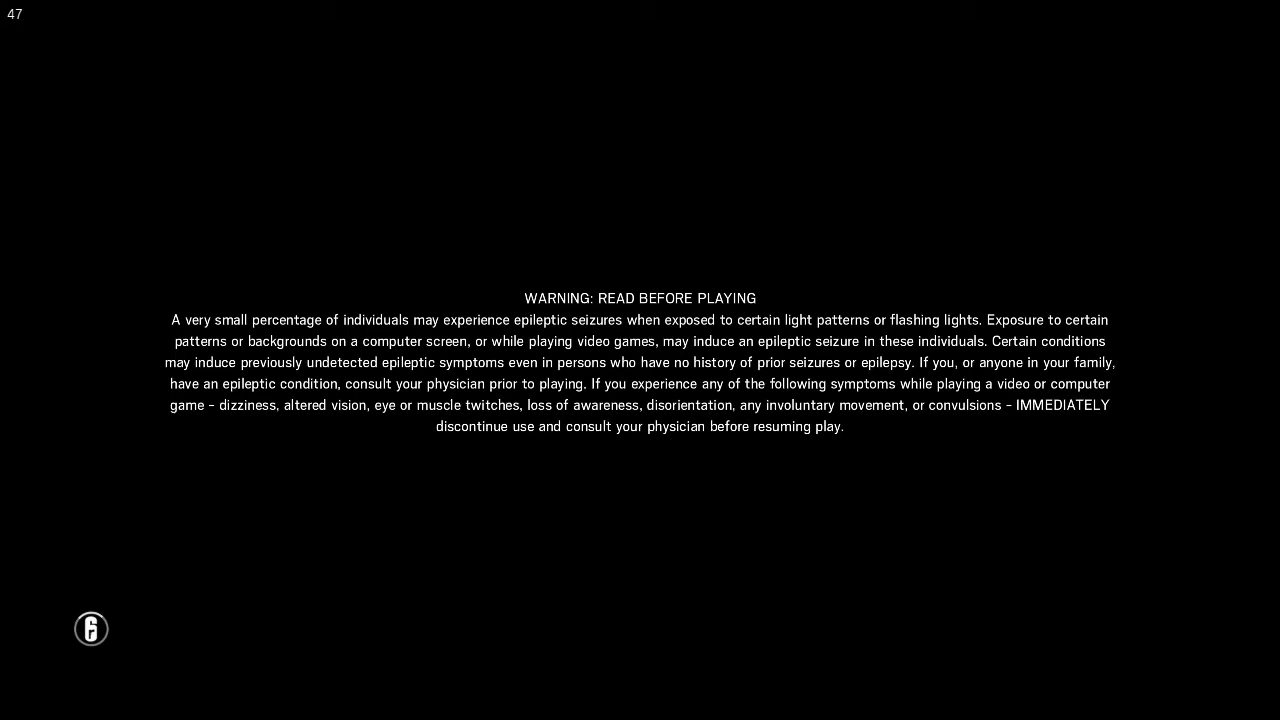 47
WARNING: READ BEFORE PLAYING
A very small percentage of individuals may experience epileptic seizures when exposed to certain light patterns or flashing lights. Exposure to certain
patterns or backgrounds on a computer screen, or while playing video games, may induce an epileptic seizure in these individuals. Certain conditions
may induce previously undetected epileptic symptoms even in persons who have no history of prior seizures or epilepsy. If you, or anyone in your family,
have an epileptic condition, consult your physician prior to playing. If you experience any of the following symptoms while playing a video or computer
game - dizziness, altered vision, eye or muscle twitches, loss of awareness, disorientation, any involuntary movement, or convulsions - IMMEDIATELY
discontinue use and consult your physician before resuming play.
6